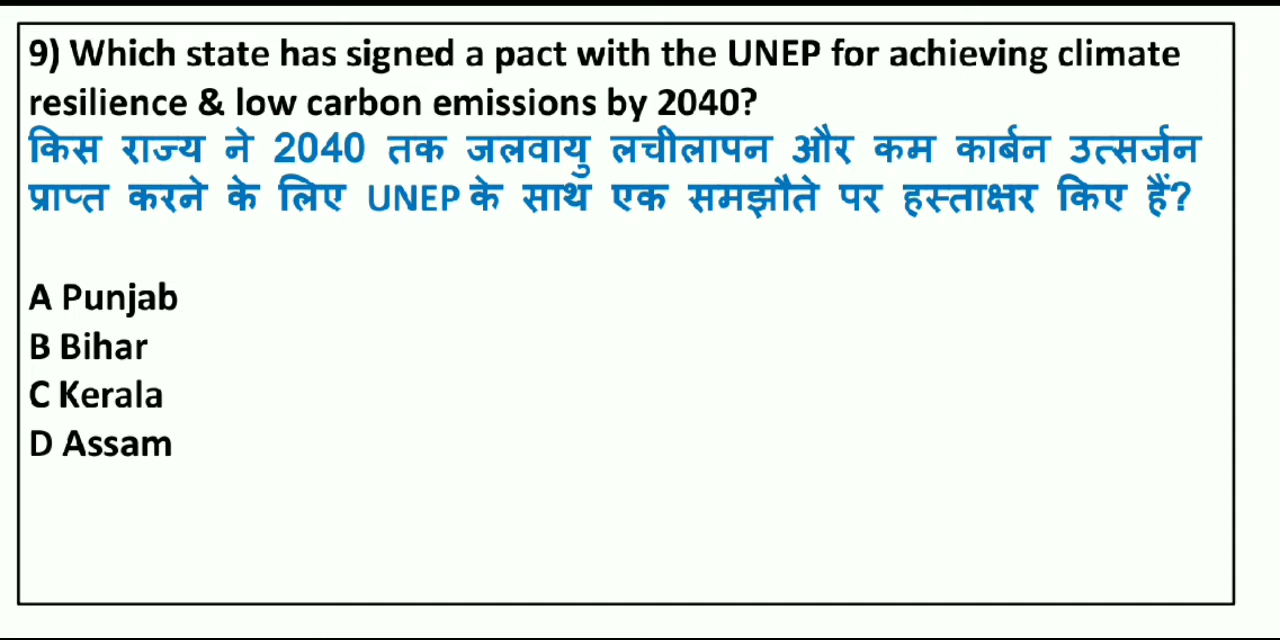 9) Which state has signed a pact with the UNEP for achieving climate
resilience & low carbon emissions by 2040?
किस राज्य ने 2040 तक जलवायु लचीलापन और कम कार्बन उत्सर्जन
प्राप्त करने के लिए UNEP के साथ एक समझौते पर हस्ताक्षर किए हैं?
A Punjab
B Bihar
C Kerala
D Assam